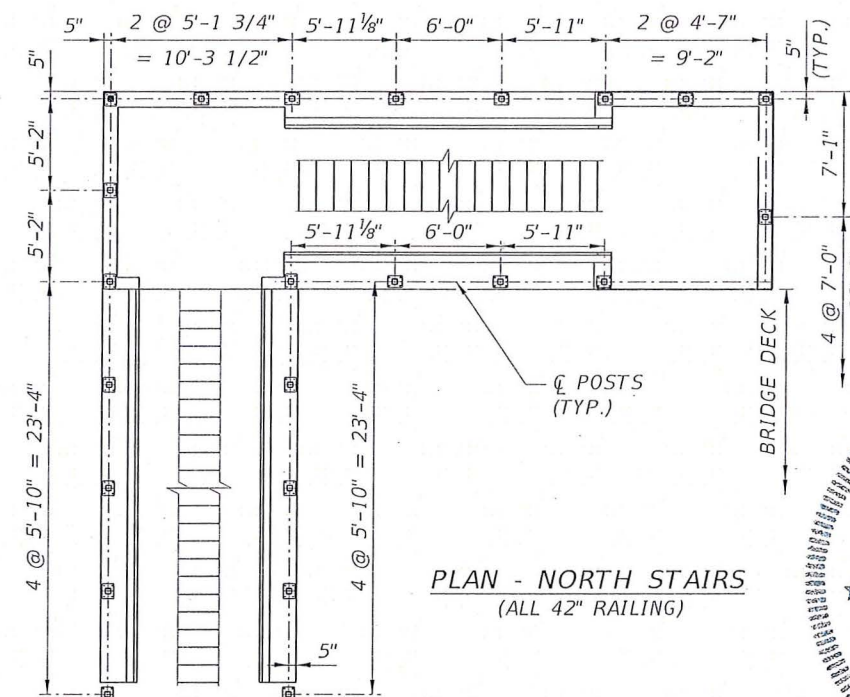 5" 2 @ 5'-1 3/4" 5'-11⅛" 6'-0" 5'-11" 2 @ 4'-7"
= 10'-3 1/2" = 9'-2"
5"
(TYP.)
5"
5'-2"
5'-2"
7'-1"
4 @ 7'-0"
5'-11⅛" 6'-0" 5'-11"
℄ POSTS
(TYP.)
BRIDGE DECK
4 @ 5'-10" = 23'-4"
4 @ 5'-10" = 23'-4"
PLAN - NORTH STAIRS
(ALL 42" RAILING)
5"